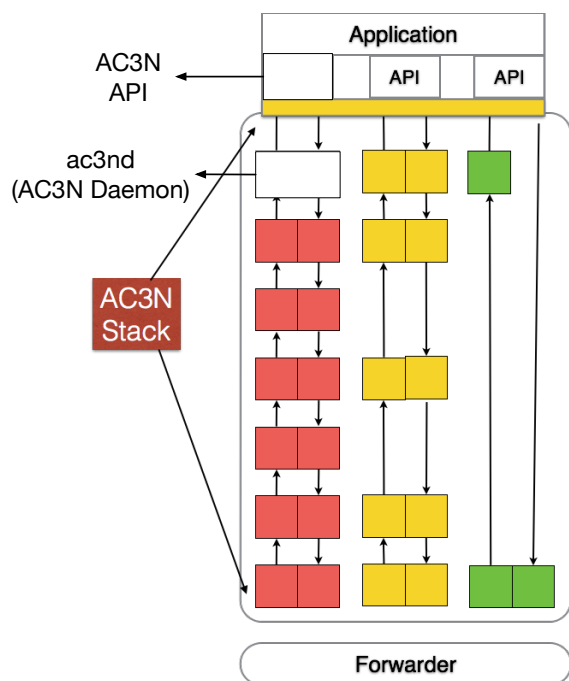 Application
AC3N
API
API
API
ac3nd
(AC3N Daemon)
AC3N
Stack
Forwarder